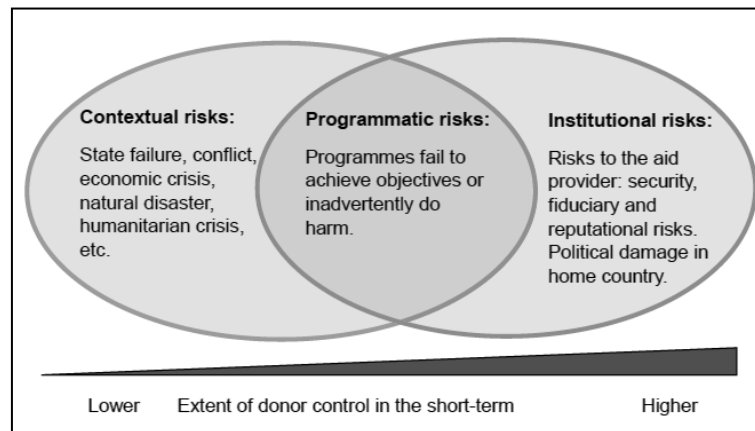 Contextual risks:
State failure, conflict,
economic crisis,
natural disaster,
humanitarian crisis,
etc.
Programmatic risks:
Programmes fail to
achieve objectives or
inadvertently do
harm.
Institutional risks:
Risks to the aid
provider: security,
fiduciary and
reputational risks.
Political damage in
home country.
Lower Extent of donor control in the short-term Higher